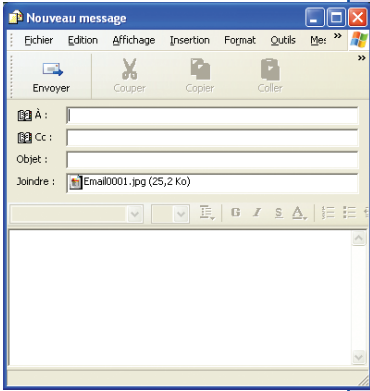 Nouveau message
Fichier Edition Affichage Insertion Format Outils Mes »
Envoyer Couper Copier Coller »
À :
Cc :
Objet :
Joindre : Email0001.jpg (25,2 Ko)
G I S A